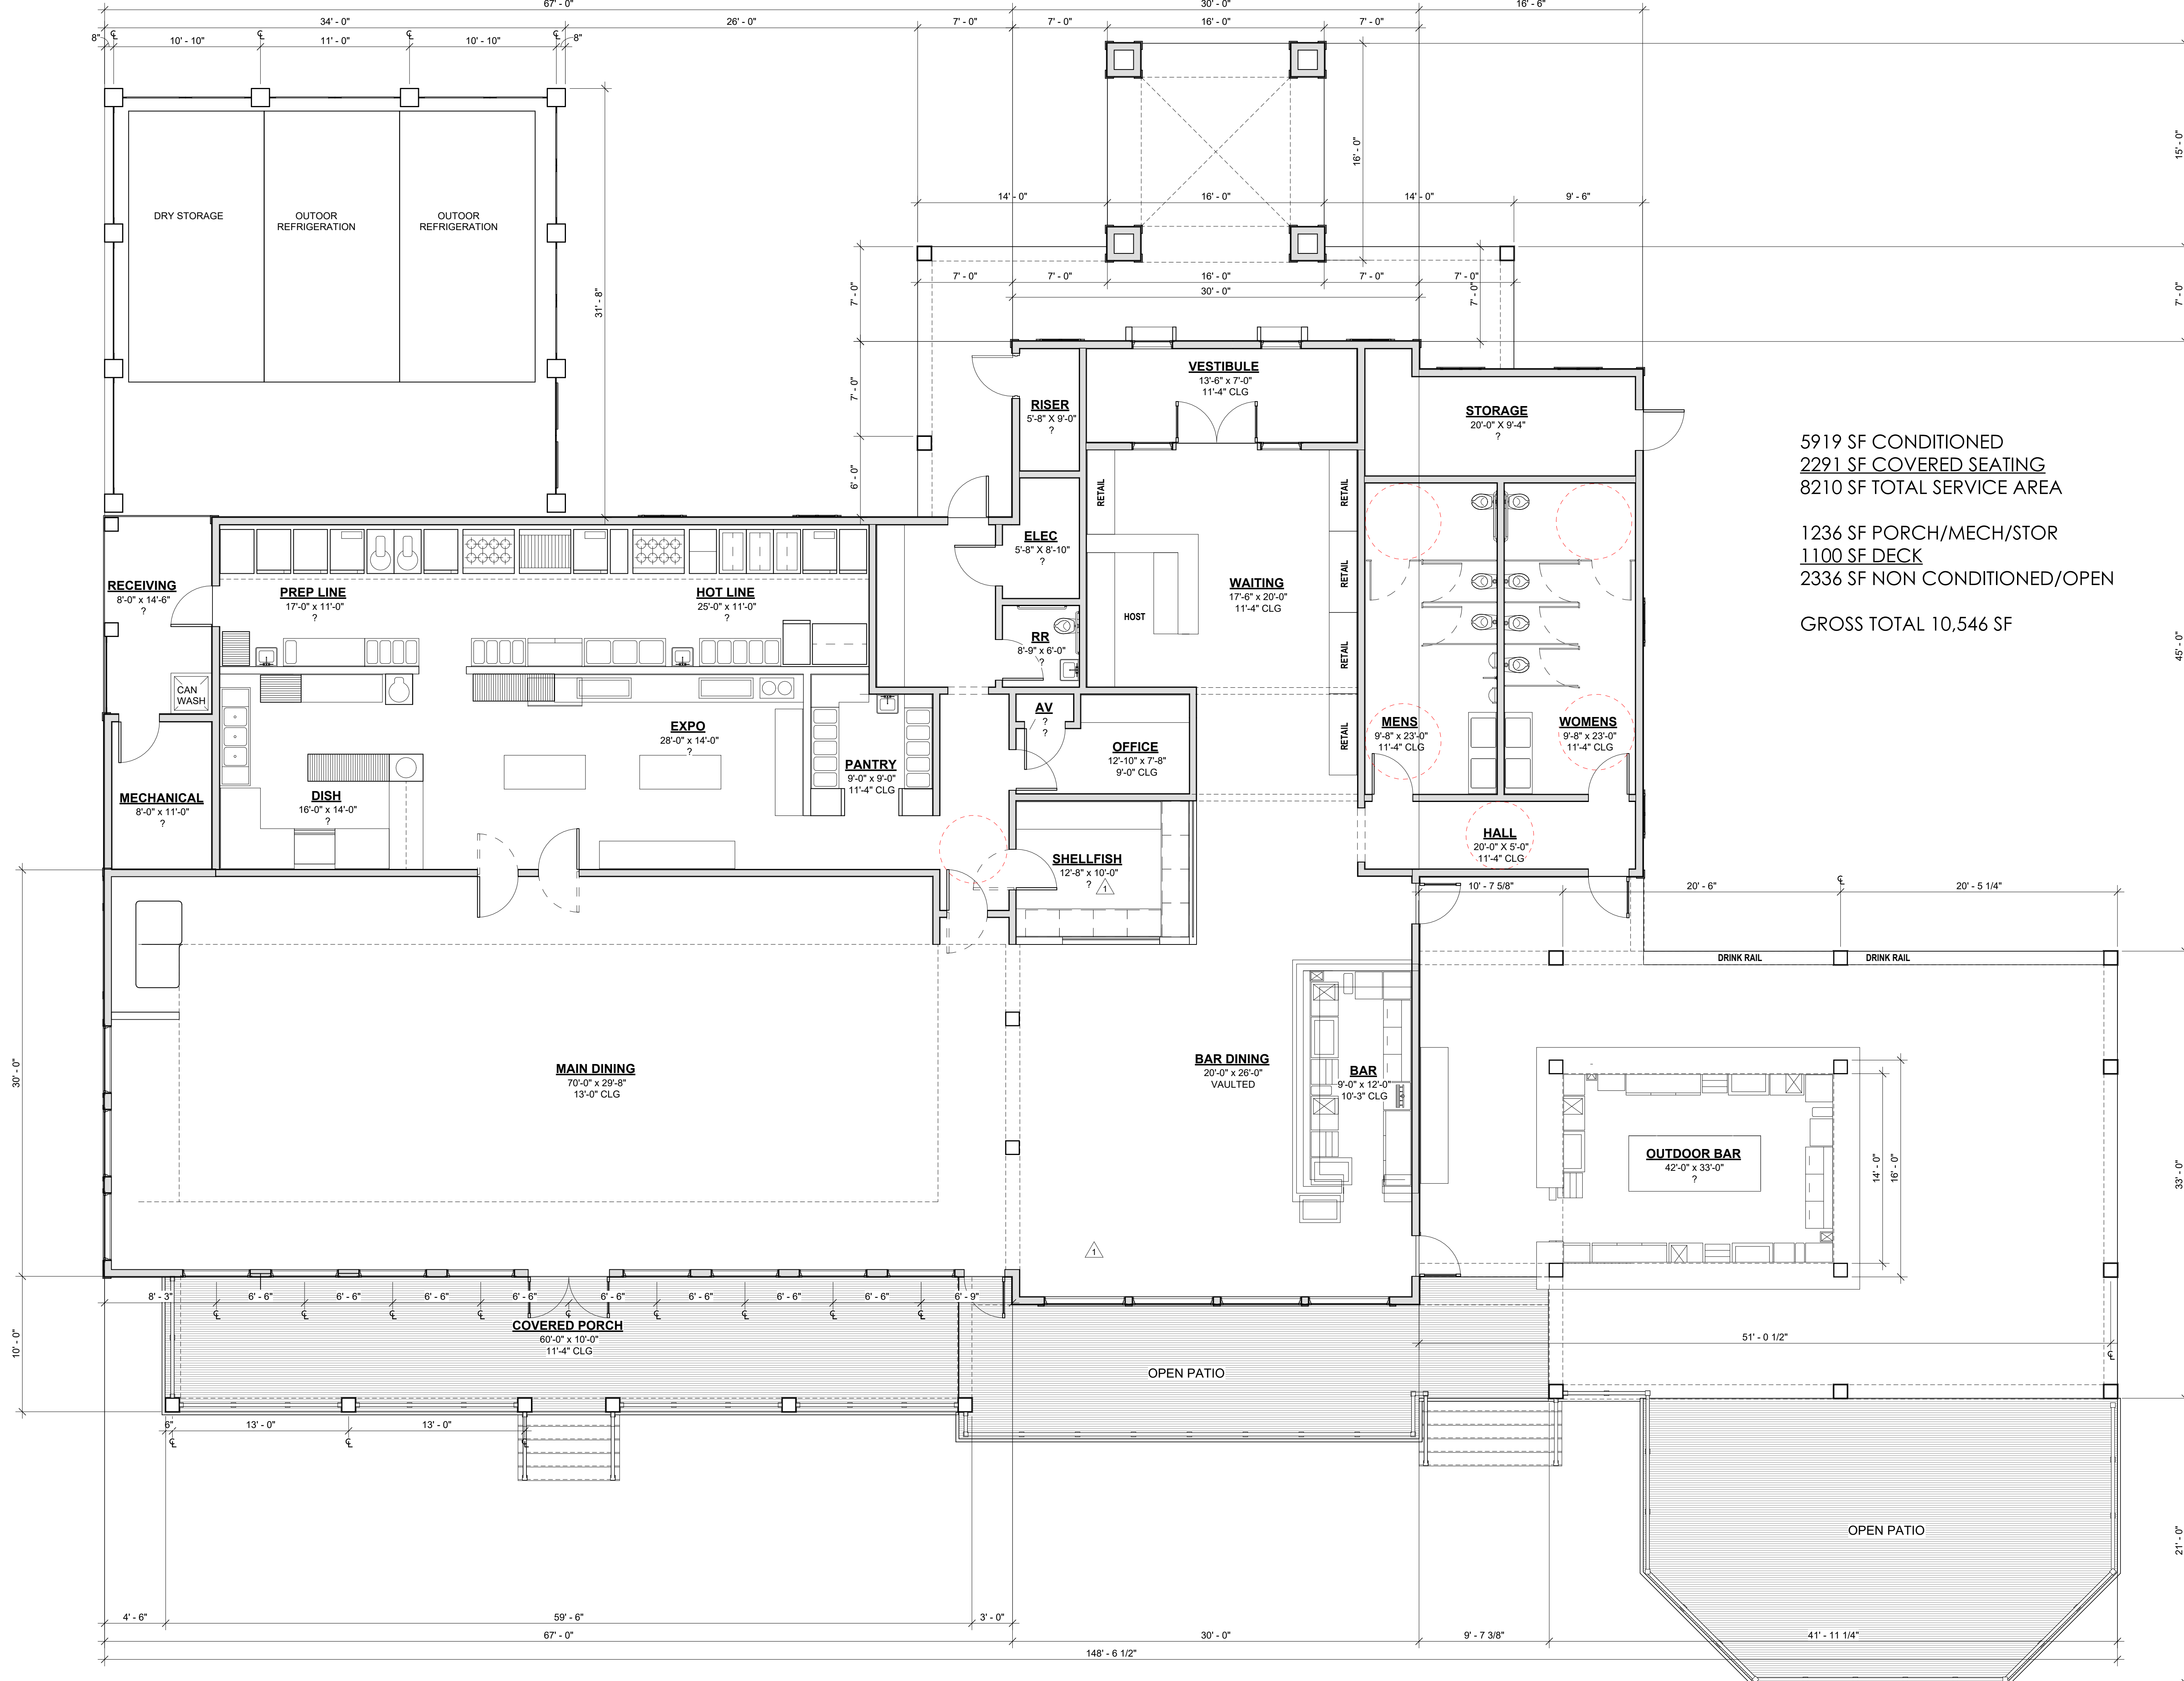 67' - 0"
30' - 0"
16' - 6"
34' - 0"
26' - 0"
7' - 0"
7' - 0"
16' - 0"
7' - 0"
8"
10' - 10"
11' - 0"
10' - 10"
8"
15' - 0"
16' - 0"
14' - 0"
16' - 0"
14' - 0"
9' - 6"
DRY STORAGE
OUTOOR
REFRIGERATION
OUTOOR
REFRIGERATION
31' - 8"
7' - 0"
7' - 0"
7' - 0"
16' - 0"
7' - 0"
7' - 0"
30' - 0"
7' - 0"
7' - 0"
7' - 0"
6' - 0"
VESTIBULE
13'-6" x 7'-0"
11'-4" CLG
RISER
5'-8" X 9'-0"
?
STORAGE
20'-0" X 9'-4"
?
5919 SF CONDITIONED
2291 SF COVERED SEATING
8210 SF TOTAL SERVICE AREA
1236 SF PORCH/MECH/STOR
1100 SF DECK
2336 SF NON CONDITIONED/OPEN
GROSS TOTAL 10,546 SF
45' - 0"
RETAIL
RETAIL
RETAIL
RETAIL
RETAIL
ELEC
5'-8" X 8'-10"
?
WAITING
17'-6" x 20'-0"
11'-4" CLG
HOST
RECEIVING
8'-0" x 14'-6"
?
PREP LINE
17'-0" x 11'-0"
?
HOT LINE
25'-0" x 11'-0"
?
RR
8'-9" x 6'-0"
?
CAN
WASH
EXPO
28'-0" x 14'-0"
?
AV
?
?
OFFICE
12'-10" x 7'-8"
9'-0" CLG
MENS
9'-8" x 23'-0"
11'-4" CLG
WOMENS
9'-8" x 23'-0"
11'-4" CLG
PANTRY
9'-0" x 9'-0"
11'-4" CLG
MECHANICAL
8'-0" x 11'-0"
?
DISH
16'-0" x 14'-0"
?
HALL
20'-0" X 5'-0"
11'-4" CLG
SHELLFISH
12'-8" x 10'-0"
?
1
10' - 7 5/8"
20' - 6"
20' - 5 1/4"
DRINK RAIL
DRINK RAIL
30' - 0"
MAIN DINING
70'-0" x 29'-8"
13'-0" CLG
BAR DINING
20'-0" x 26'-0"
VAULTED
BAR
9'-0" x 12'-0"
10'-3" CLG
OUTDOOR BAR
42'-0" x 33'-0"
?
14' - 0"
16' - 0"
33' - 0"
1
8' - 3"
6' - 6"
6' - 6"
6' - 6"
6' - 6"
6' - 6"
6' - 6"
6' - 6"
6' - 6"
6' - 9"
COVERED PORCH
60'-0" x 10'-0"
11'-4" CLG
10' - 0"
51' - 0 1/2"
OPEN PATIO
6"
13' - 0"
13' - 0"
OPEN PATIO
21' - 0"
4' - 6"
59' - 6"
3' - 0"
67' - 0"
30' - 0"
9' - 7 3/8"
41' - 11 1/4"
148' - 6 1/2"